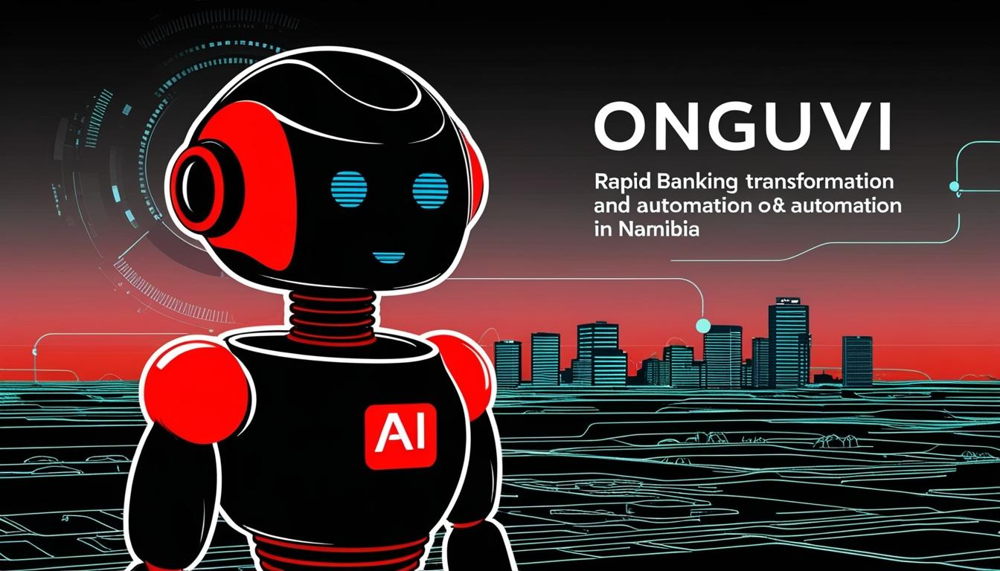 ONGUVI
Rapid Banking transformation
and automation o& automation
in Namibia
AI